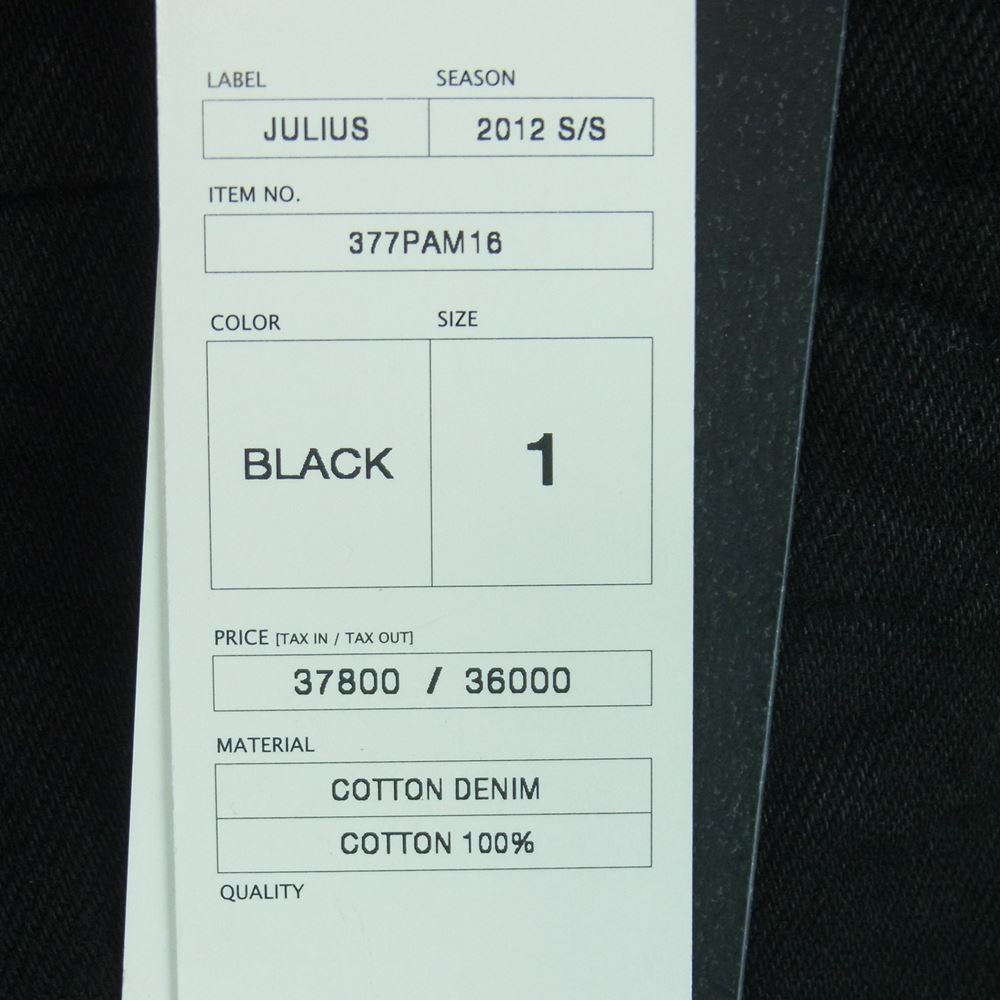 LABEL SEASON
JULIUS 2012 S/S
ITEM NO.
377PAM16
COLOR SIZE
BLACK 1
PRICE [TAX IN / TAX OUT]
37800 / 36000
MATERIAL
COTTON DENIM
COTTON 100%
QUALITY